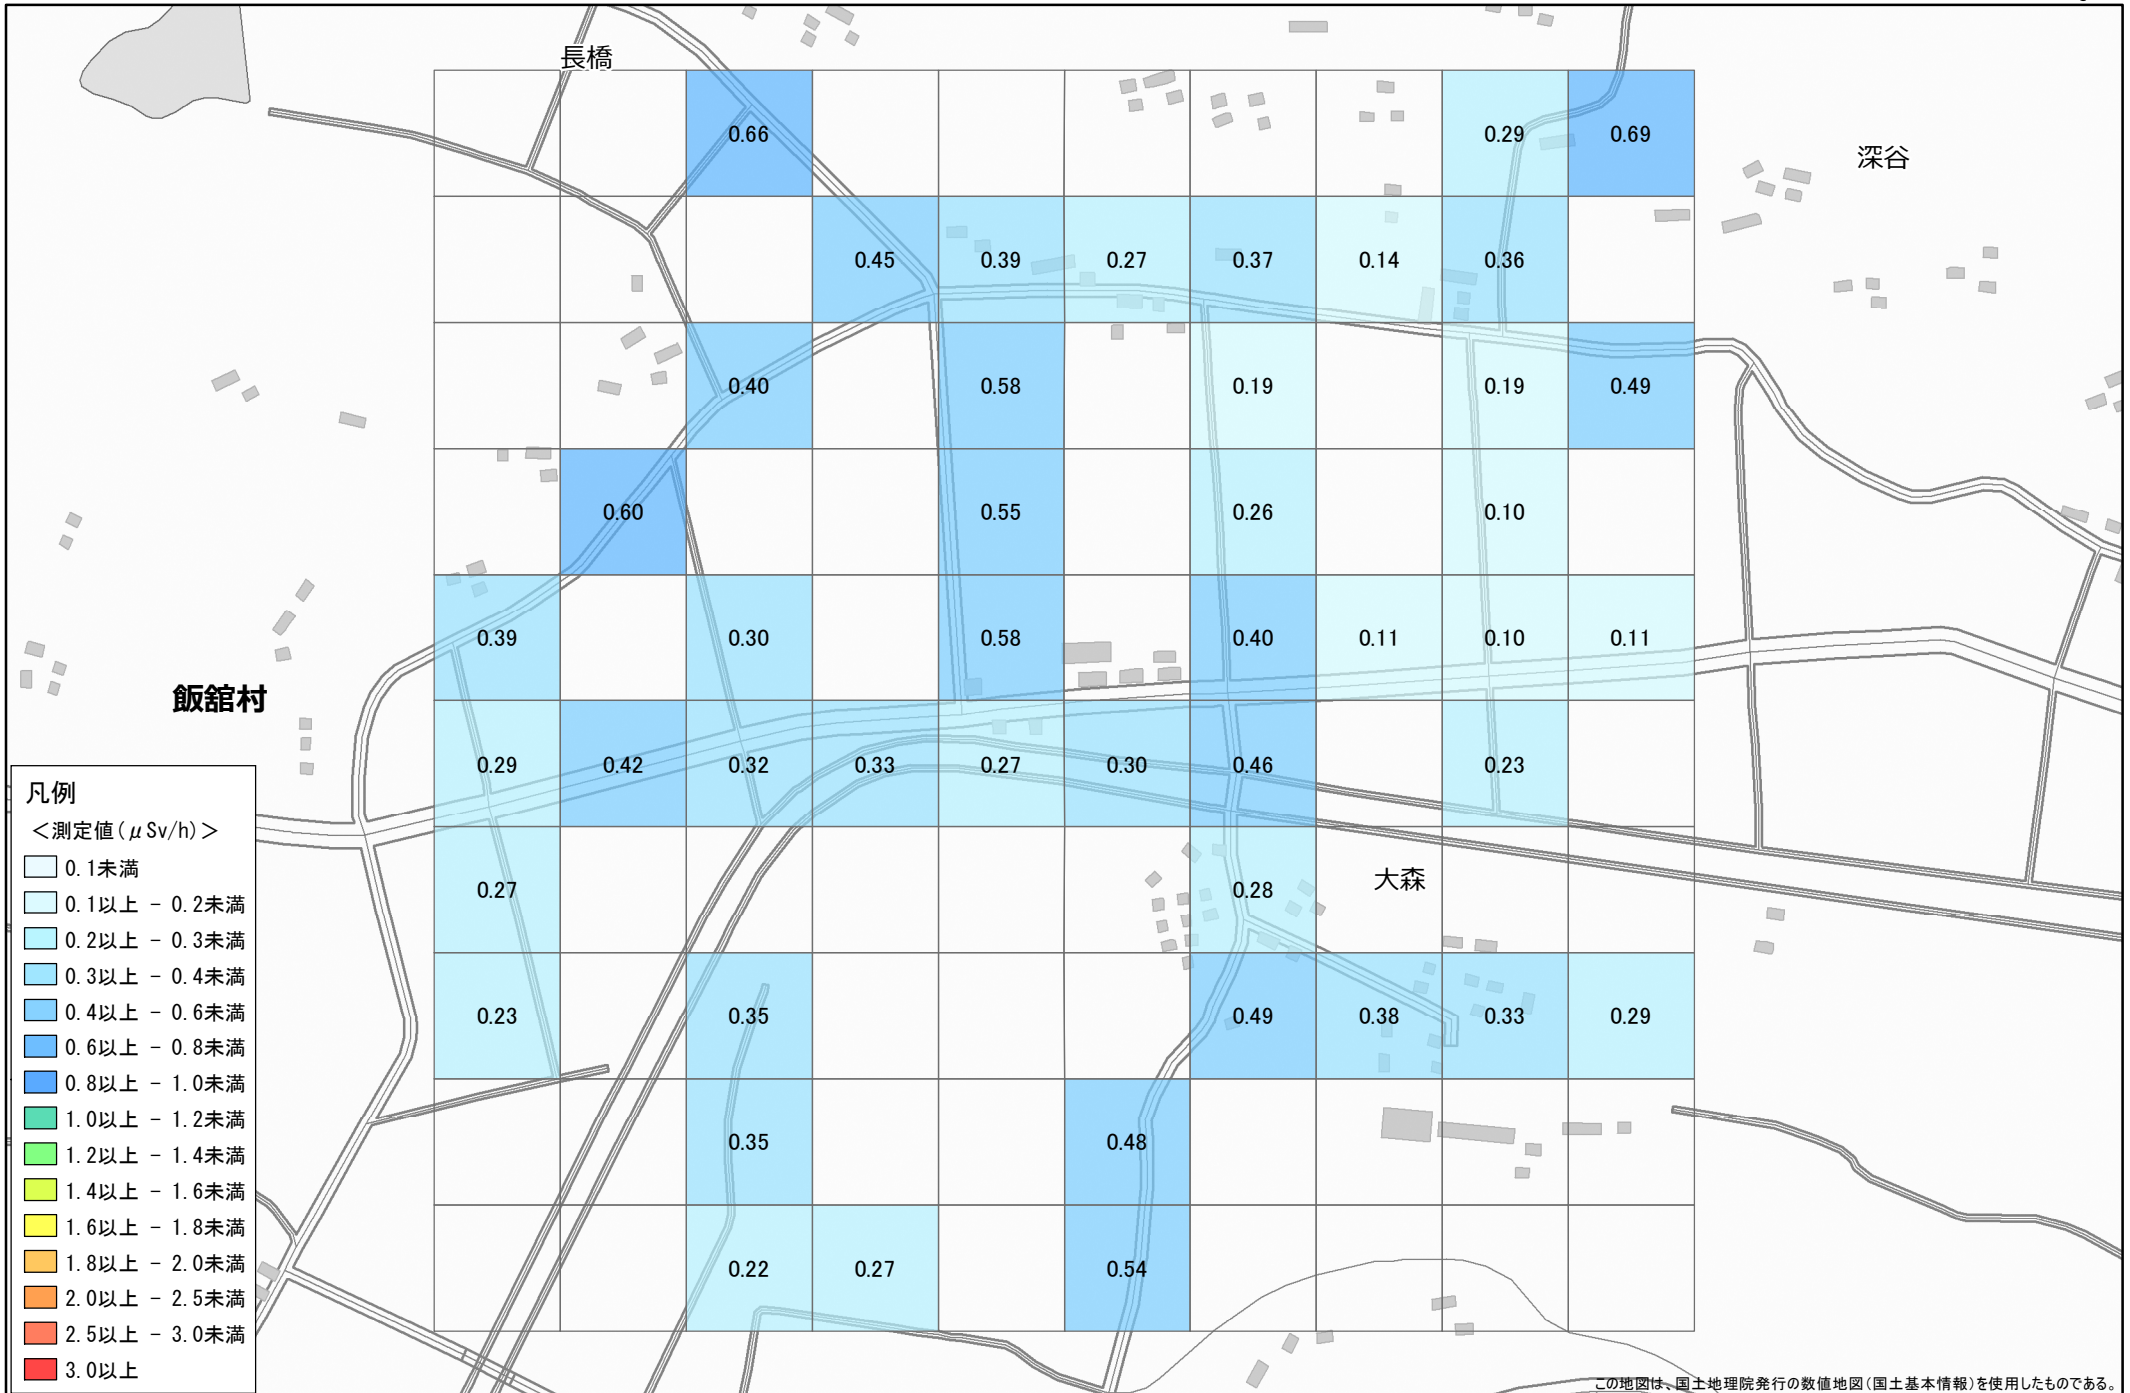 長橋
深谷
0.66
0.29
0.69
0.45
0.39
0.27
0.37
0.14
0.36
0.40
0.58
0.19
0.19
0.49
0.60
0.55
0.26
0.10
0.39
0.30
0.58
0.40
0.11
0.10
0.11
飯舘村
0.29
0.42
0.32
0.33
0.27
0.30
0.46
0.23
0.27
0.28
大森
0.23
0.35
0.49
0.38
0.33
0.29
0.35
0.48
0.22
0.27
0.54
凡例
＜測定値(μSv/h)＞
0.1未満
0.1以上 - 0.2未満
0.2以上 - 0.3未満
0.3以上 - 0.4未満
0.4以上 - 0.6未満
0.6以上 - 0.8未満
0.8以上 - 1.0未満
1.0以上 - 1.2未満
1.2以上 - 1.4未満
1.4以上 - 1.6未満
1.6以上 - 1.8未満
1.8以上 - 2.0未満
2.0以上 - 2.5未満
2.5以上 - 3.0未満
3.0以上
この地図は、国土地理院発行の数値地図(国土基本情報)を使用したものである。